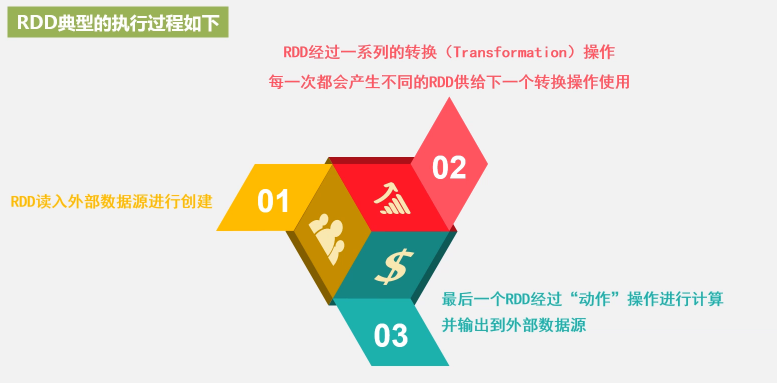 RDD典型的执行过程如下
RDD经过一系列的转换（Transformation）操作
每一次都会产生不同的RDD供给下一个转换操作使用
02
01
RDD读入外部数据源进行创建
$
最后一个RDD经过“动作”操作进行计算
并输出到外部数据源
03